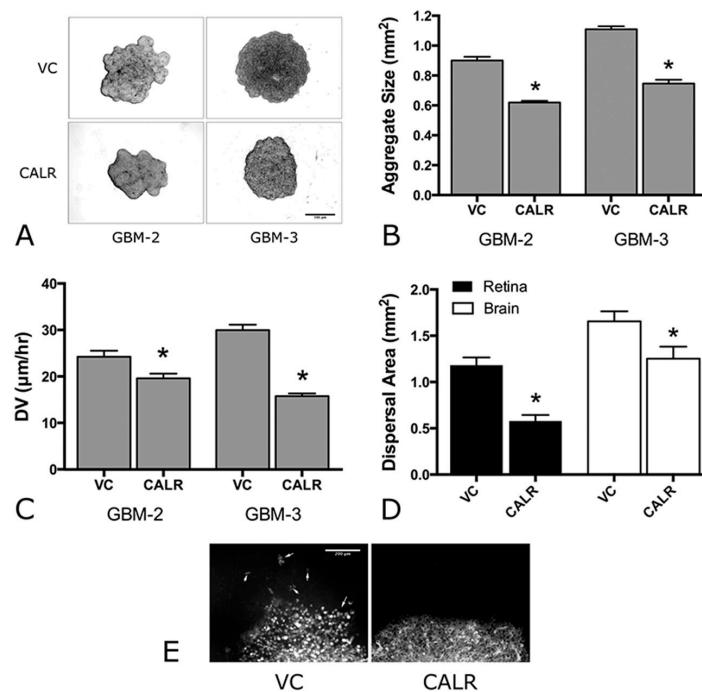 VC
CALR
A
GBM-2 GBM-3
Aggregate Size (mm²)
1.2
1.0
0.8
0.6
0.4
0.2
0.0
*
*
VC CALR VC CALR
B
GBM-2 GBM-3
DV (µm/hr)
40
30
20
10
0
*
*
VC CALR VC CALR
C
GBM-2 GBM-3
Dispersal Area (mm²)
2.0
1.5
1.0
0.5
0.0
Retina
Brain
*
*
VC CALR VC CALR
D
200 µm
E
VC CALR